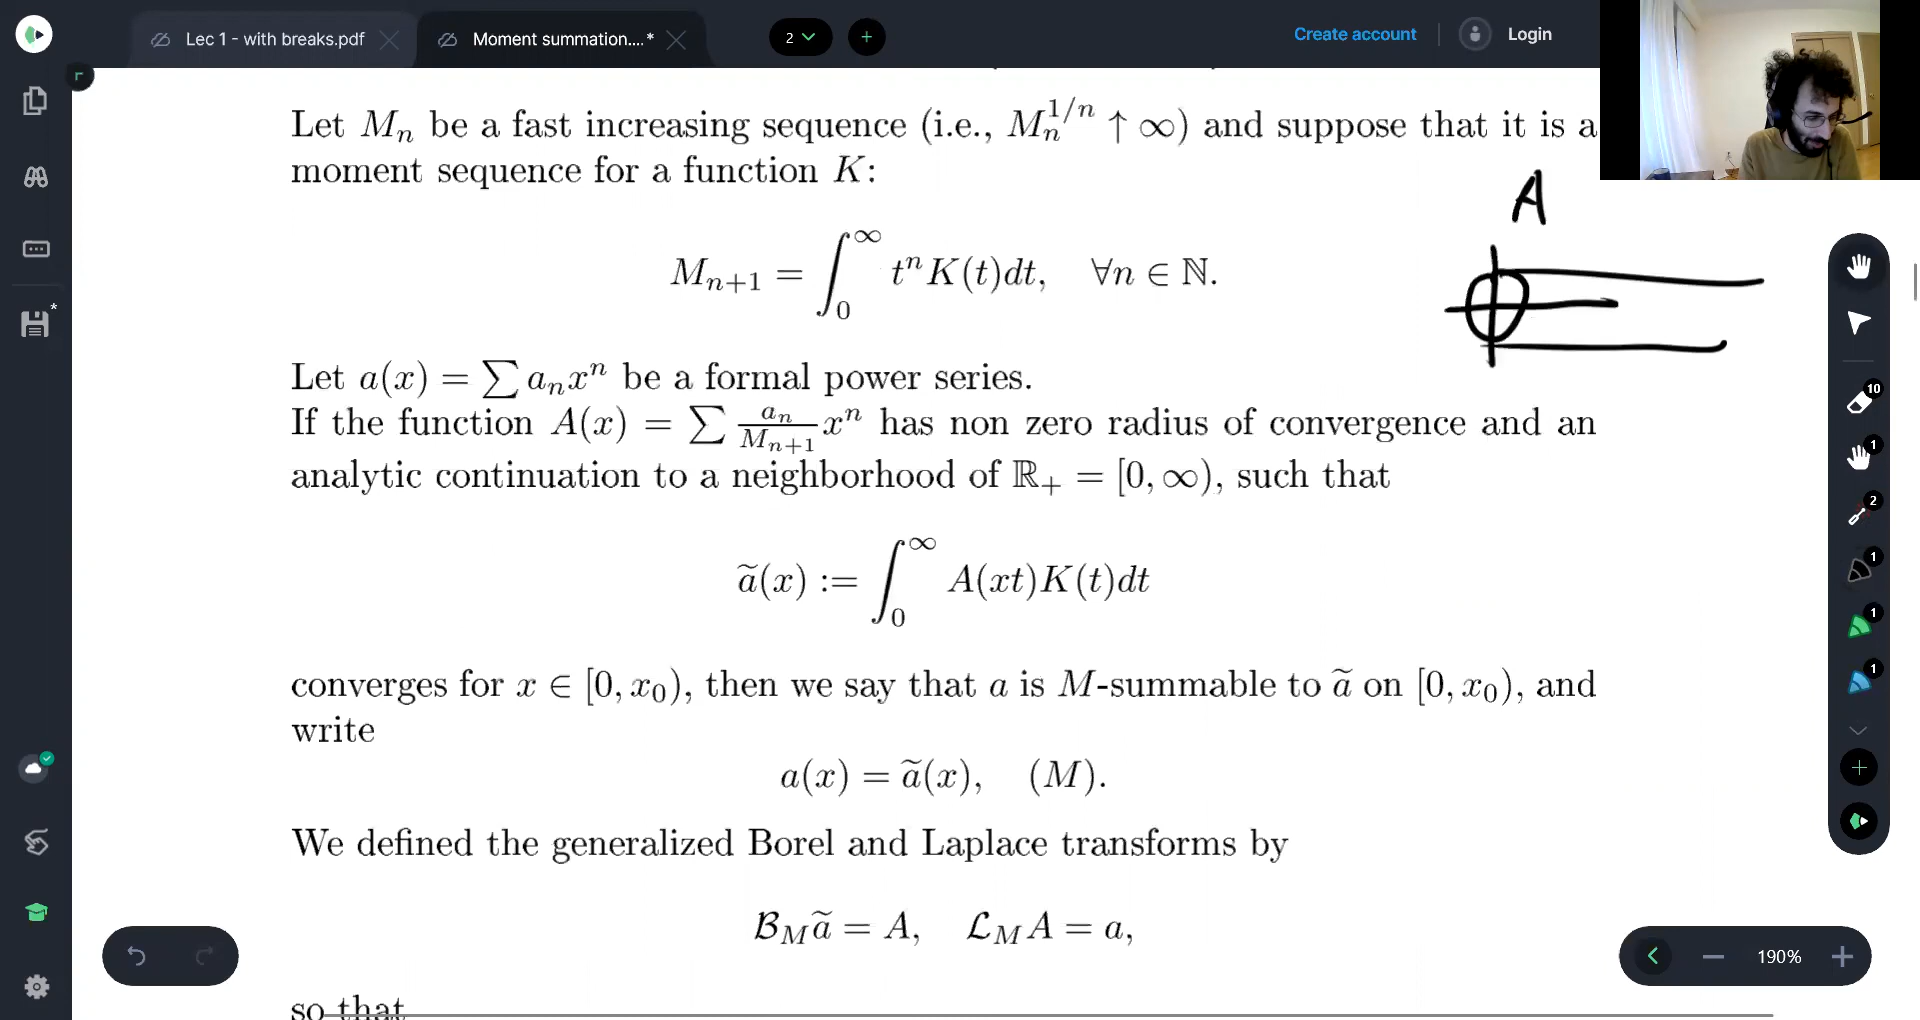 Lec 1 - with breaks.pdf
Moment summation....*
2
Create account
Login
Let $M_n$ be a fast increasing sequence (i.e., $M_n^{1/n} \uparrow \infty$) and suppose that it is a
moment sequence for a function $K$:
A
$M_{n+1} = \int_0^\infty t^n K(t)dt, \quad \forall n \in \mathbb{N}.$
Let $a(x) = \sum a_n x^n$ be a formal power series.
If the function $A(x) = \sum \frac{a_n}{M_{n+1}} x^n$ has non zero radius of convergence and an
analytic continuation to a neighborhood of $\mathbb{R}_+ = [0, \infty)$, such that
$\widetilde{a}(x) := \int_0^\infty A(xt)K(t)dt$
converges for $x \in [0, x_0)$, then we say that $a$ is $M$-summable to $\widetilde{a}$ on $[0, x_0)$, and
write
$a(x) = \widetilde{a}(x), \quad (M).$
We defined the generalized Borel and Laplace transforms by
$\mathcal{B}_M \widetilde{a} = A, \quad \mathcal{L}_M A = a,$
so that
10
1
2
1
1
1
190%